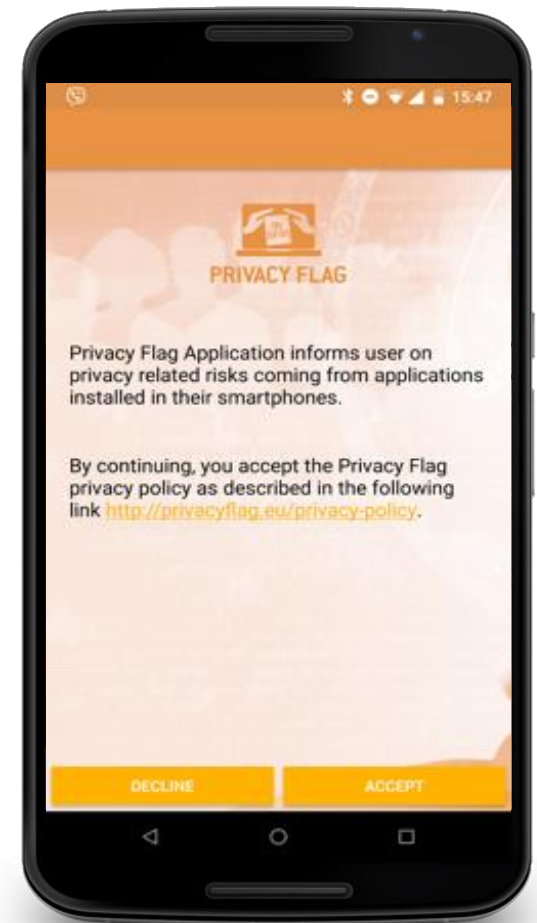 15:47
PRIVACY FLAG
Privacy Flag Application informs user on
privacy related risks coming from applications
installed in their smartphones.
By continuing, you accept the Privacy Flag
privacy policy as described in the following
link http://privacyflag.eu/privacy-policy.
DECLINE ACCEPT